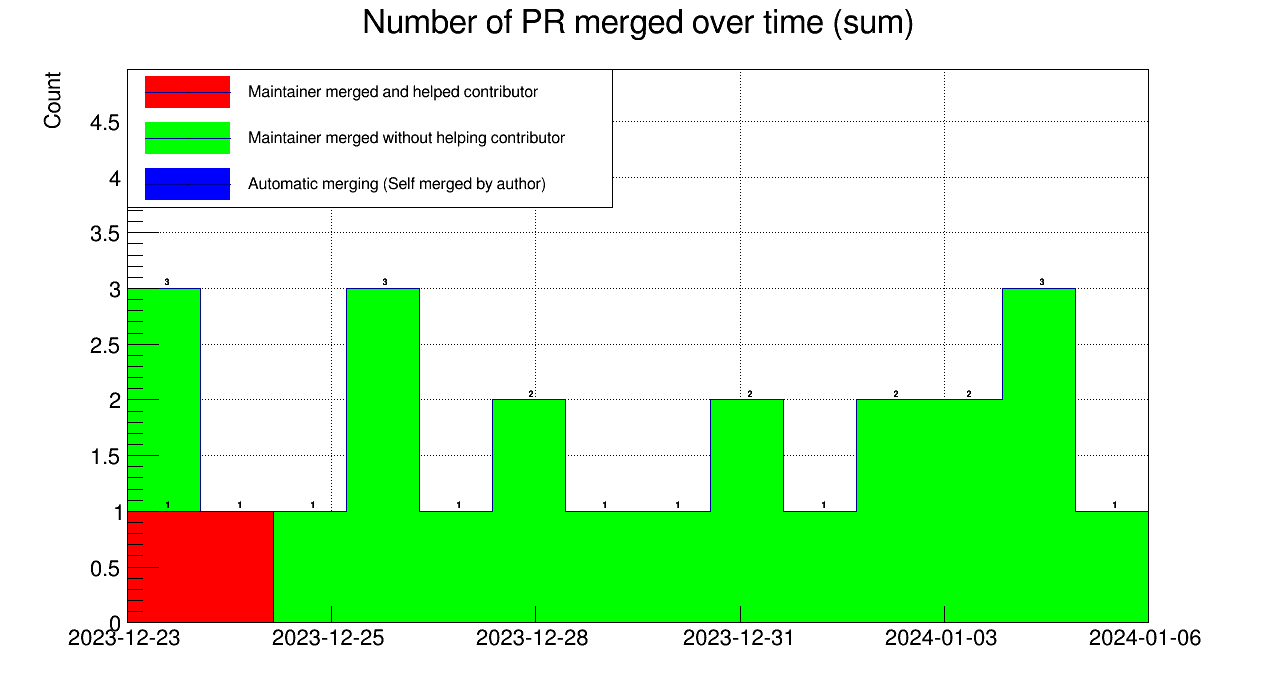 Number of PR merged over time (sum)
Count
Maintainer merged and helped contributor
Maintainer merged without helping contributor
Automatic merging (Self merged by author)
4.5
4
3.5
3
2.5
2
1.5
1
0.5
0
3 3 3
2 2 2 2
1 1 1 1 1 1 1 1
2023-12-23 2023-12-25 2023-12-28 2023-12-31 2024-01-03 2024-01-06